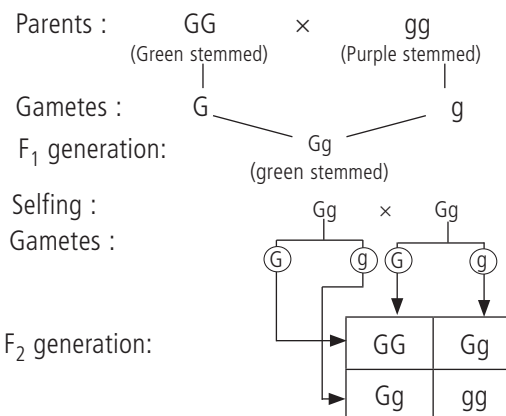 Parents : GG × gg
(Green stemmed) (Purple stemmed)
Gametes : G g
F₁ generation: Gg
(green stemmed)
Selfing : Gg × Gg
Gametes :
G g G g
F₂ generation: GG Gg
Gg gg